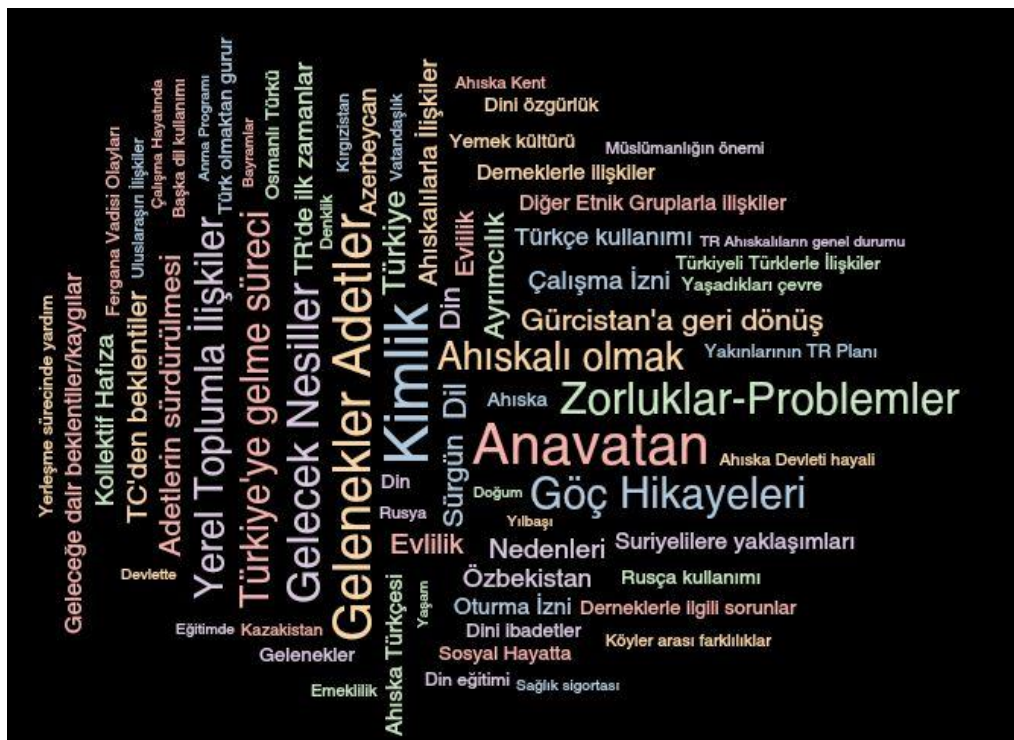 Yerleşme sürecinde yardım
Geleceğe dair beklentiler/kaygılar
Kollektif Hafıza
Fergana Vadisi Olayları
TC'den beklentiler
Uluslaraşın İlişkiler
Çalışma Hayatında
Başka dil kullanımı
Adetlerin sürdürülmesi
Anma Programı
Türk olmaktan gurur
Yerel Toplumla İlişkiler
Bayramlar
Türkiye'ye gelme süreci
Osmanlı Türkü
TR'de ilk zamanlar
Gelecek Nesiller
Denklik
Kırgızistan
Azerbeycan
Gelenekler Adetler
Vatandaşlık
Türkiye
Kimlik
Ahıskalılarla İlişkiler
Din
Evlilik
Ayrımcılık
Sürgün Dil
Ahıska Türkçesi
Yaşam
Ahıska Kent
Dini özgürlük
Yemek kültürü
Müslümanlığın önemi
Derneklerle ilişkiler
Diğer Etnik Gruplarla ilişkiler
Türkçe kullanımı
TR Ahıskalıların genel durumu
Türkiyeli Türklerle İlişkiler
Çalışma İzni
Yaşadıkları çevre
Gürcistan'a geri dönüş
Ahıskalı olmak
Yakınlarının TR Planı
Ahıska
Zorluklar-Problemler
Anavatan
Ahıska Devleti hayali
Din
Doğum
Göç Hikayeleri
Rusya
Yılbaşı
Evlilik
Nedenleri
Suriyelilere yaklaşımları
Devlette
Özbekistan
Rusça kullanımı
Oturma İzni
Derneklerle ilgili sorunlar
Eğitimde
Kazakistan
Dini ibadetler
Köyler arası farklılıklar
Gelenekler
Sosyal Hayatta
Emeklilik
Din eğitimi
Sağlık sigortası